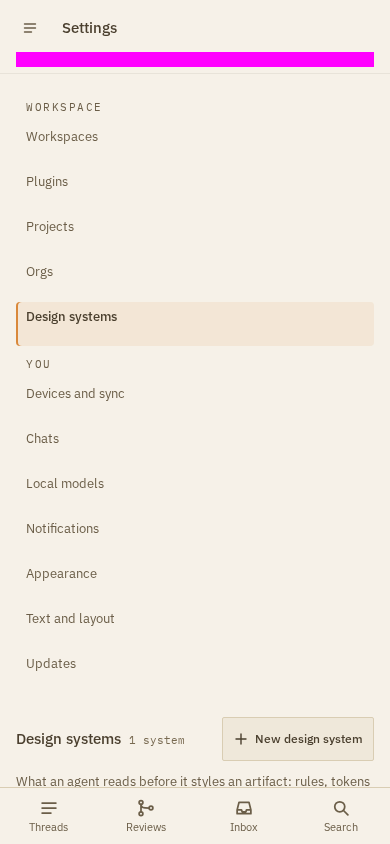 Settings
WORKSPACE
Workspaces
Plugins
Projects
Orgs
Design systems
YOU
Devices and sync
Chats
Local models
Notifications
Appearance
Text and layout
Updates
Design systems 1 system
New design system
What an agent reads before it styles an artifact: rules, tokens
Threads
Reviews
Inbox
Search